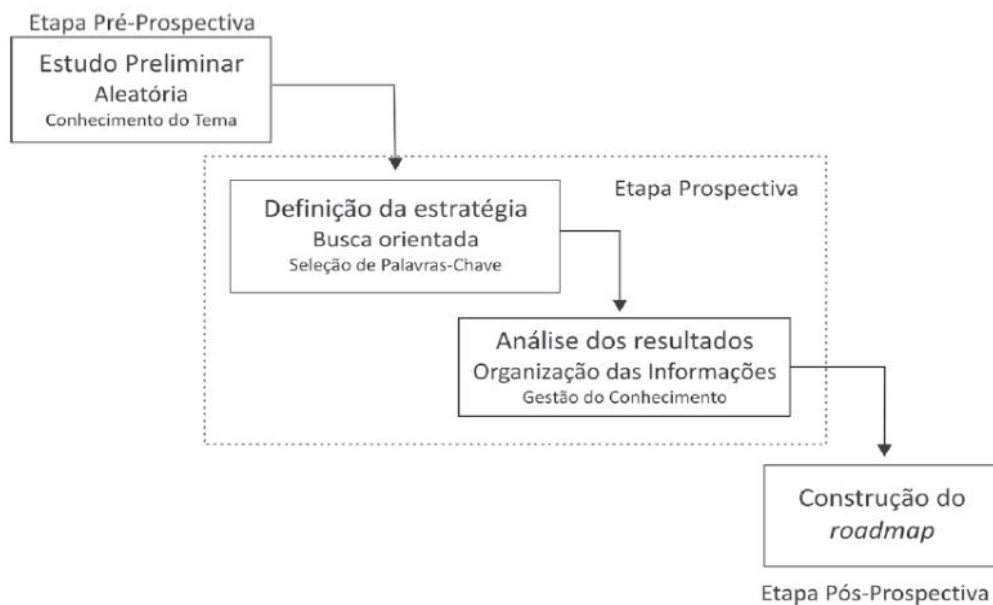 Etapa Pré-Prospectiva
Estudo Preliminar
Aleatória
Conhecimento do Tema
Etapa Prospectiva
Definição da estratégia
Busca orientada
Seleção de Palavras-Chave
Análise dos resultados
Organização das Informações
Gestão do Conhecimento
Construção do
roadmap
Etapa Pós-Prospectiva